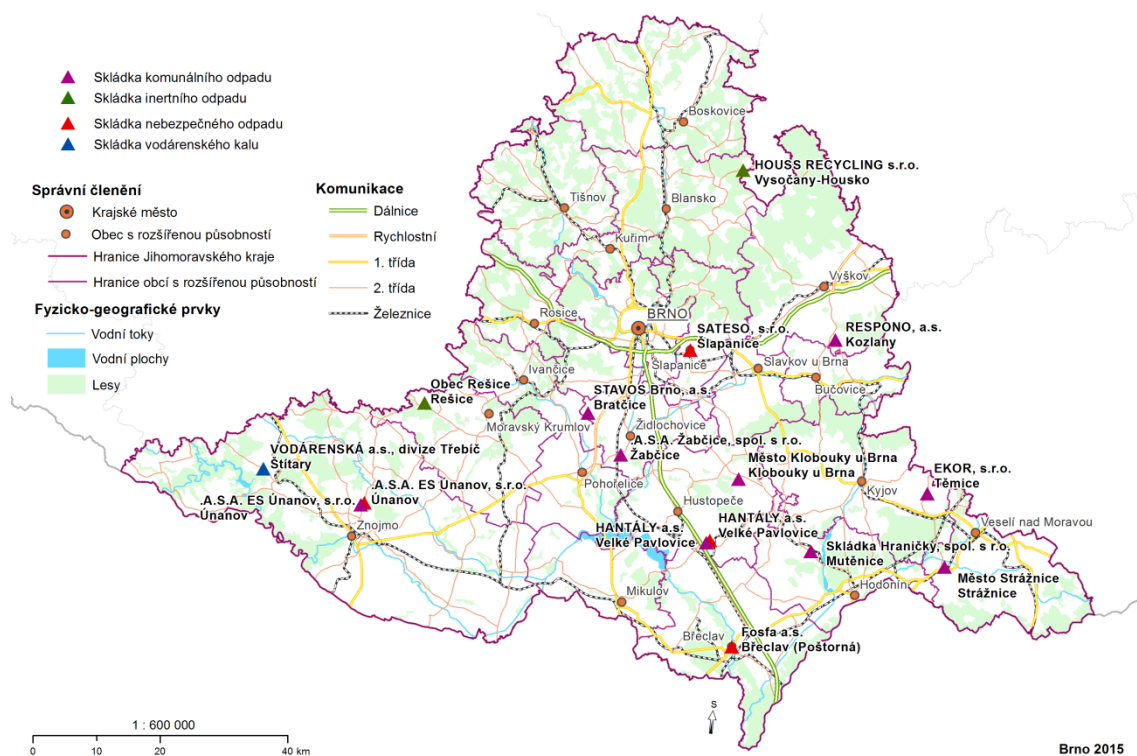 Skládka komunálního odpadu
Skládka inertního odpadu
Skládka nebezpečného odpadu
Skládka vodárenského kalu
Správní členění
Krajské město
Obec s rozšířenou působností
Hranice Jihomoravského kraje
Hranice obcí s rozšířenou působností
Fyzicko-geografické prvky
Vodní toky
Vodní plochy
Lesy
Komunikace
Dálnice
Rychlostní
1. třída
2. třída
Železnice
Boskovice
HOUSS RECYCLING s.r.o.
Vysočany-Housko
Tišnov
Blansko
Kuřim
Vyškov
Rosice
BRNO
SATESO, s.r.o.
Šlapanice
Šlapanice
RESPONO, a.s.
Kozlany
Slavkov u Brna
Bučovice
Ivančice
Obec Rešice
Rešice
Moravský Krumlov
STAVOS Brno, a.s.
Bratčice
Židlochovice
.A.S.A. Žabčice, spol. s r.o.
Žabčice
Město Klobouky u Brna
Klobouky u Brna
EKOR, s.r.o.
Těmice
Kyjov
VODÁRENSKÁ a.s., divize Třebíč
Štítary
.A.S.A. ES Únanov, s.r.o.
Únanov
.A.S.A. ES Únanov, s.r.o.
Únanov
Znojmo
Pohořelice
Hustopeče
HANTÁLY a.s.
Velké Pavlovice
HANTÁLY a.s.
Velké Pavlovice
Veselí nad Moravou
Skládka Hraničky, spol. s r.o.
Mutěnice
Město Strážnice
Strážnice
Hodonín
Mikulov
Břeclav
Fosfa a.s.
Břeclav (Poštorná)
S
1 : 600 000
0 10 20 40 km
Brno 2015